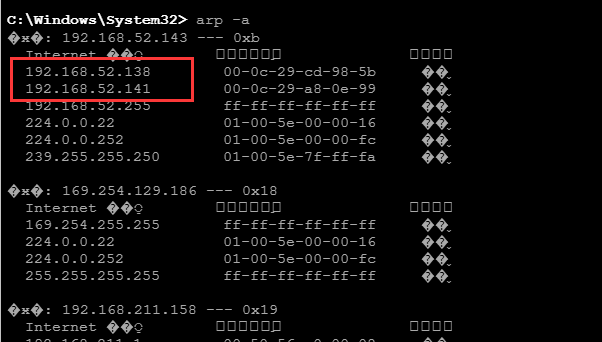 C:\Windows\System32> arp -a
�ӿ�: 192.168.52.143 --- 0xb
Internet ��
192.168.52.138 00-0c-29-cd-98-5b ��
192.168.52.141 00-0c-29-a8-0e-99 ��
192.168.52.255 ff-ff-ff-ff-ff-ff ��
224.0.0.22 01-00-5e-00-00-16 ��
224.0.0.252 01-00-5e-00-00-fc ��
239.255.255.250 01-00-5e-7f-ff-fa ��
�ӿ�: 169.254.129.186 --- 0x18
Internet ��
169.254.255.255 ff-ff-ff-ff-ff-ff ��
224.0.0.22 01-00-5e-00-00-16 ��
224.0.0.252 01-00-5e-00-00-fc ��
255.255.255.255 ff-ff-ff-ff-ff-ff ��
�ӿ�: 192.168.211.158 --- 0x19
Internet ��